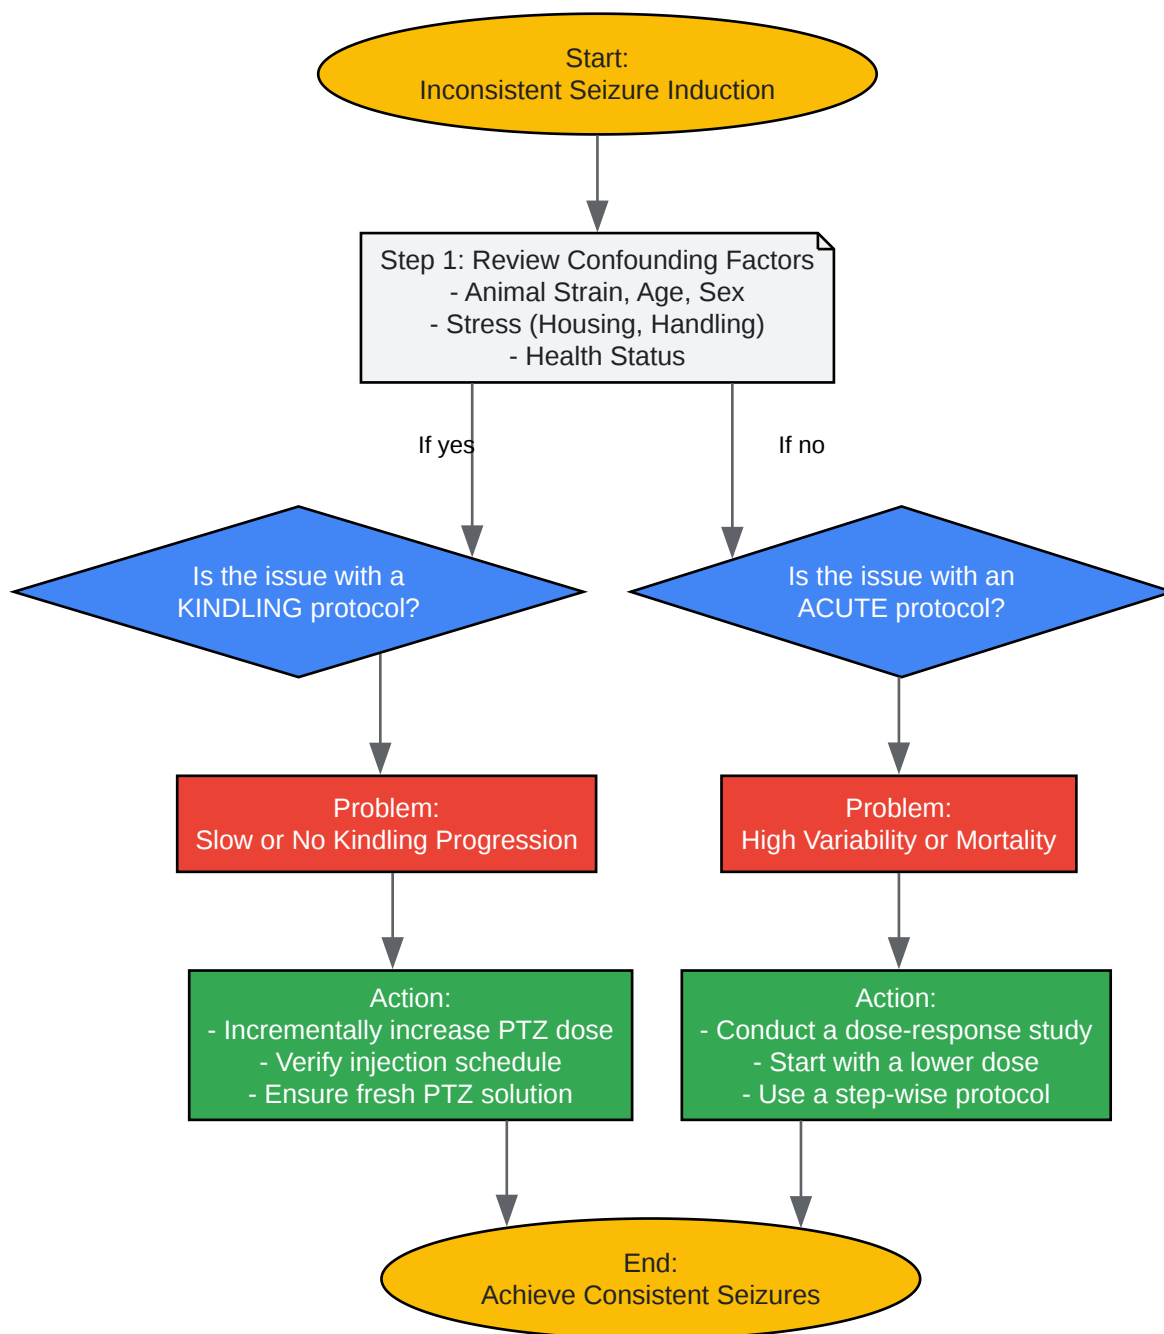 Start:
Inconsistent Seizure Induction
Step 1: Review Confounding Factors
- Animal Strain, Age, Sex
- Stress (Housing, Handling)
- Health Status
If yes
If no
Is the issue with a
KINDLING protocol?
Is the issue with an
ACUTE protocol?
Problem:
Slow or No Kindling Progression
Problem:
High Variability or Mortality
Action:
- Incrementally increase PTZ dose
- Verify injection schedule
- Ensure fresh PTZ solution
Action:
- Conduct a dose-response study
- Start with a lower dose
- Use a step-wise protocol
End:
Achieve Consistent Seizures